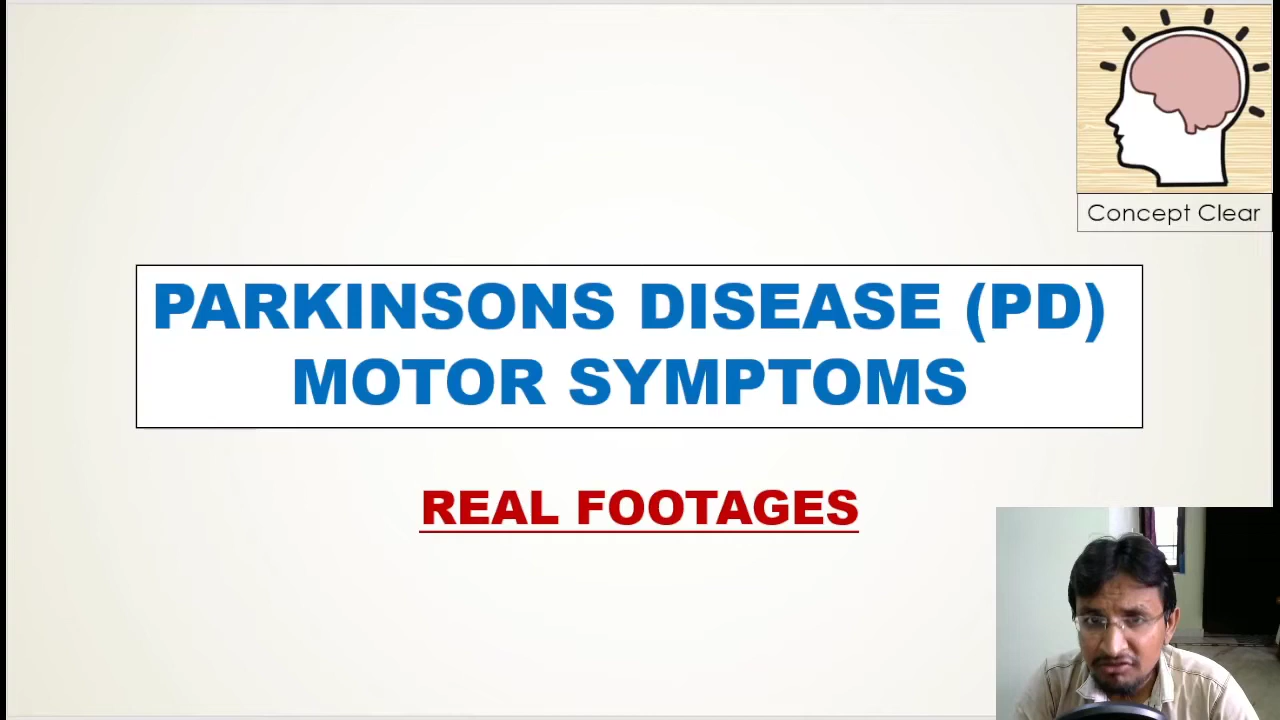 Concept Clear
PARKINSONS DISEASE (PD)
MOTOR SYMPTOMS
REAL FOOTAGES